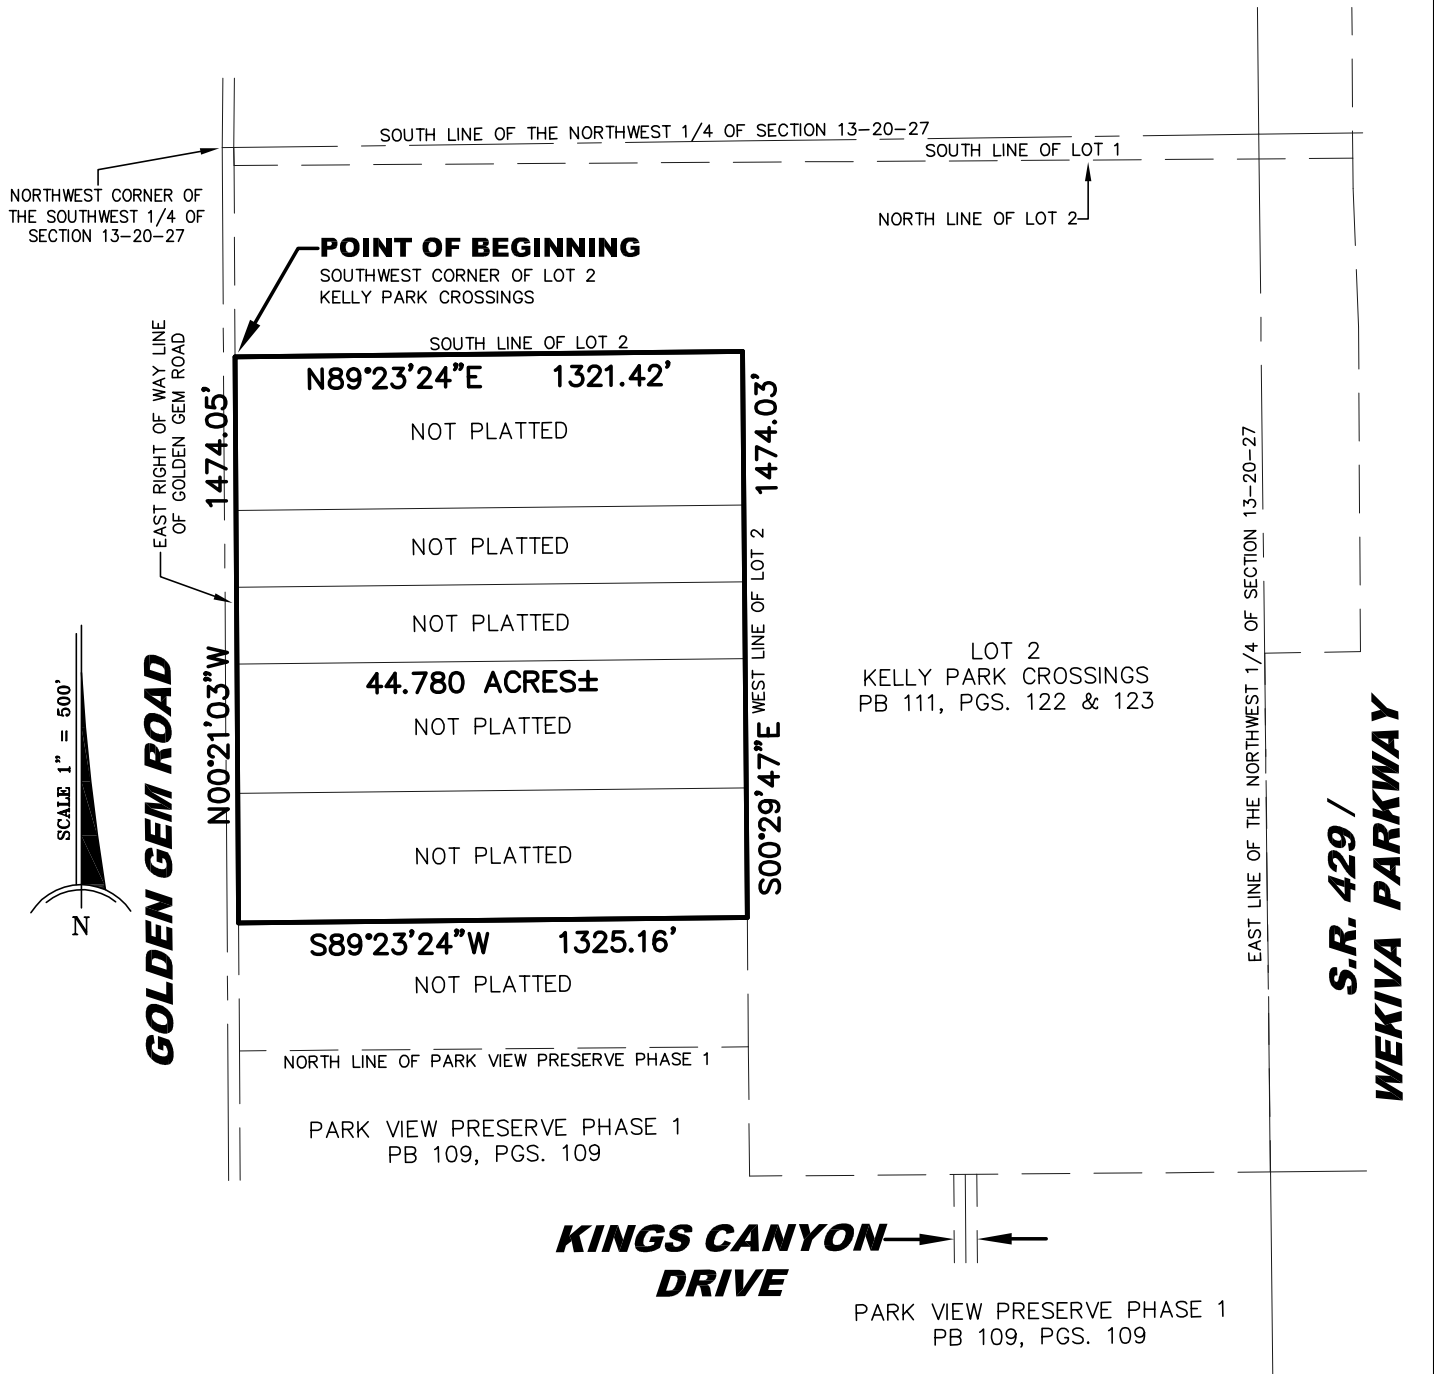 SOUTH LINE OF THE NORTHWEST 1/4 OF SECTION 13-20-27
SOUTH LINE OF LOT 1
NORTHWEST CORNER OF
THE SOUTHWEST 1/4 OF
SECTION 13-20-27
NORTH LINE OF LOT 2
POINT OF BEGINNING
SOUTHWEST CORNER OF LOT 2
KELLY PARK CROSSINGS
SOUTH LINE OF LOT 2
N89°23'24"E 1321.42'
EAST RIGHT OF WAY LINE
OF GOLDEN GEM ROAD
1474.05'
N00°21'03"W
1474.03'
S00°29'47"E
WEST LINE OF LOT 2
NOT PLATTED
NOT PLATTED
NOT PLATTED
44.780 ACRES±
NOT PLATTED
NOT PLATTED
S89°23'24"W 1325.16'
NOT PLATTED
NORTH LINE OF PARK VIEW PRESERVE PHASE 1
PARK VIEW PRESERVE PHASE 1
PB 109, PGS. 109
LOT 2
KELLY PARK CROSSINGS
PB 111, PGS. 122 & 123
EAST LINE OF THE NORTHWEST 1/4 OF SECTION 13-20-27
S.R. 429 /
WEKIVA PARKWAY
GOLDEN GEM ROAD
SCALE 1" = 500'
N
KINGS CANYON
DRIVE
PARK VIEW PRESERVE PHASE 1
PB 109, PGS. 109